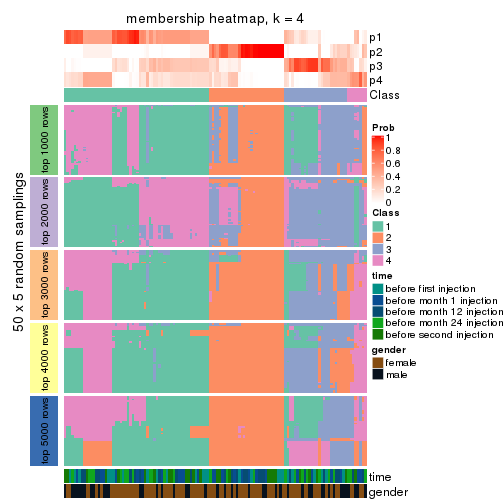 membership heatmap, k = 4
p1
p2
p3
p4
Class
50 x 5 random samplings
top 1000 rows
top 2000 rows
top 3000 rows
top 4000 rows
top 5000 rows
time
gender
Prob
1
0.8
0.6
0.4
0.2
0
Class
1
2
3
4
time
before first injection
before month 1 injection
before month 12 injection
before month 24 injection
before second injection
gender
female
male